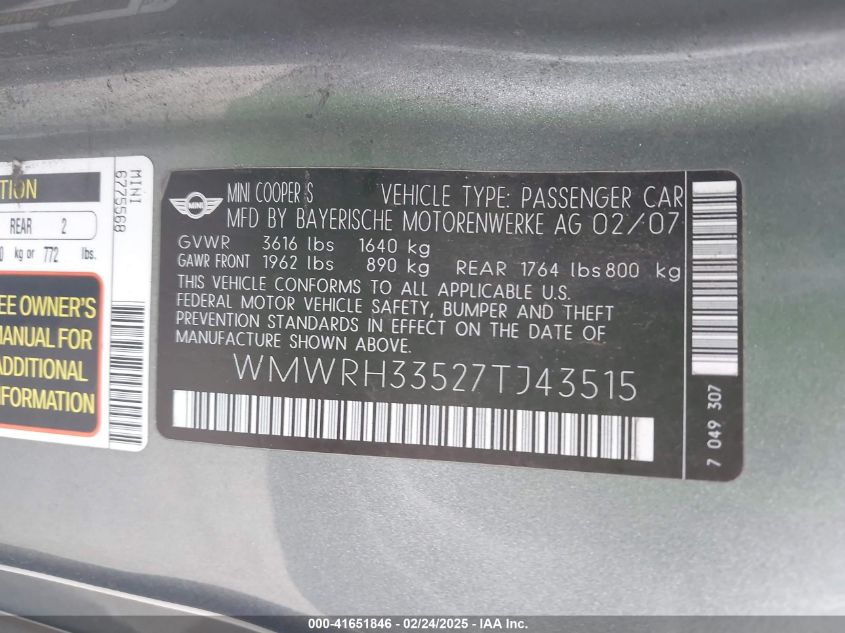 TION
REAR 2
0 kg or 772 lbs.
EE OWNER'S
MANUAL FOR
ADDITIONAL
INFORMATION
MINI
6775568
MINI COOPER S VEHICLE TYPE: PASSENGER CAR
MFD BY BAYERISCHE MOTORENWERKE AG 02/07
GVWR 3616 lbs 1640 kg
GAWR FRONT 1962 lbs 890 kg REAR 1764 lbs 800 kg
THIS VEHICLE CONFORMS TO ALL APPLICABLE U.S.
FEDERAL MOTOR VEHICLE SAFETY, BUMPER AND THEFT
PREVENTION STANDARDS IN EFFECT ON THE DATE OF
MANUFACTURE SHOWN ABOVE.
WMWRH33527TJ43515
7 049 307
MINI
000-41651846 - 02/24/2025 - IAA Inc.